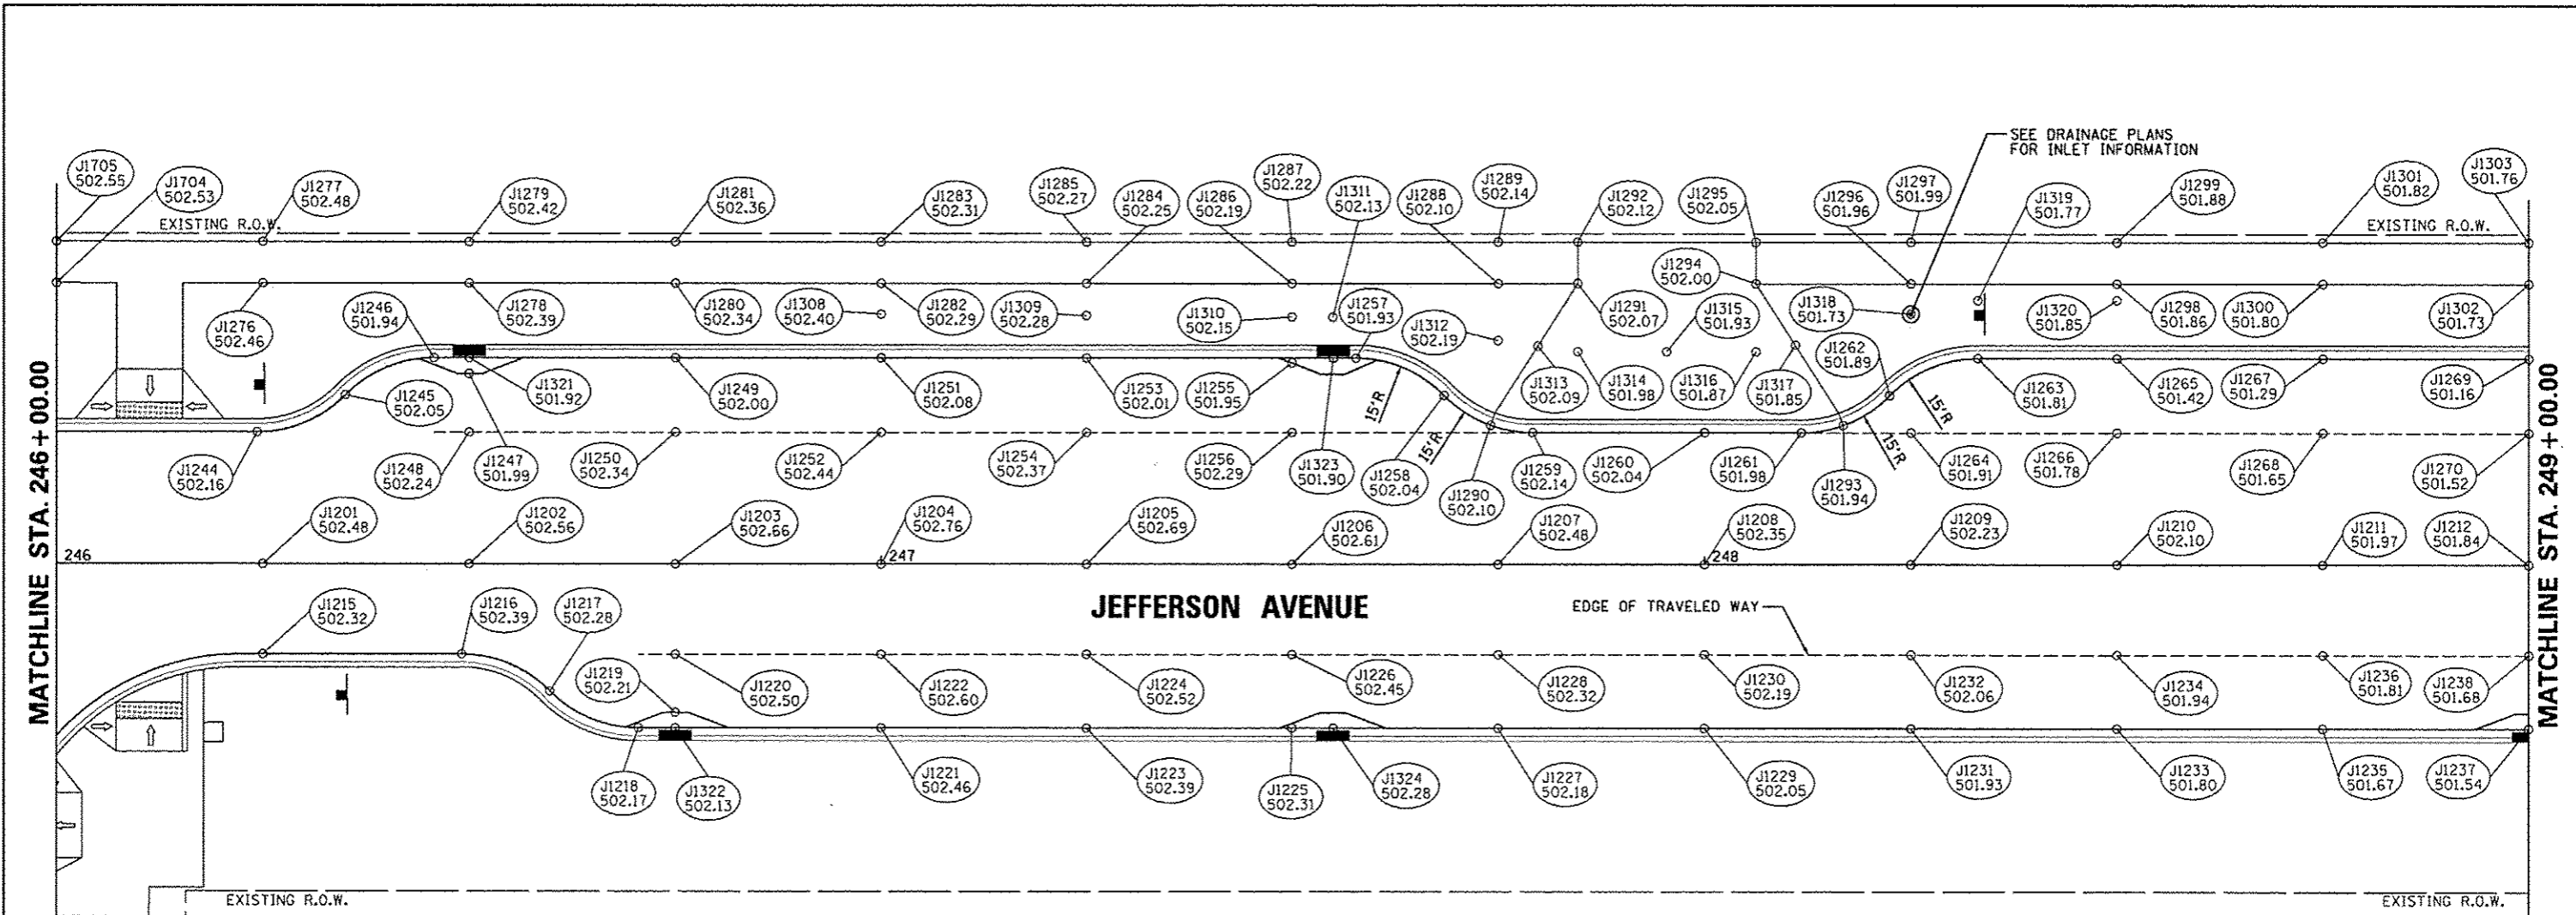 SEE DRAINAGE PLANS
FOR INLET INFORMATION
J1705
502.55
J1704
502.53
J1277
502.48
J1279
502.42
J1281
502.36
J1283
502.31
J1285
502.27
J1284
502.25
J1286
502.19
J1287
502.22
J1311
502.13
J1288
502.10
J1289
502.14
J1292
502.12
J1295
502.05
J1296
501.96
J1297
501.99
J1319
501.77
J1299
501.88
J1301
501.82
J1303
501.76
EXISTING R.O.W.
EXISTING R.O.W.
J1276
502.46
J1246
501.94
J1278
502.39
J1280
502.34
J1308
502.40
J1282
502.29
J1309
502.28
J1310
502.15
J1257
501.93
J1312
502.19
J1291
502.07
J1294
502.00
J1315
501.93
J1318
501.73
J1320
501.85
J1298
501.86
J1300
501.80
J1302
501.73
J1245
502.05
J1321
501.92
J1249
502.00
J1251
502.08
J1253
502.01
J1255
501.95
15'R
15'R
J1313
502.09
J1314
501.98
J1316
501.87
J1317
501.85
J1262
501.89
15'R
15'R
J1263
501.81
J1265
501.42
J1267
501.29
J1269
501.16
J1244
502.16
J1248
502.24
J1247
501.99
J1250
502.34
J1252
502.44
J1254
502.37
J1256
502.29
J1323
501.90
J1258
502.04
J1290
502.10
J1259
502.14
J1260
502.04
J1261
501.98
J1293
501.94
J1264
501.91
J1266
501.78
J1268
501.65
J1270
501.52
MATCHLINE STA. 246+00.00
MATCHLINE STA. 249+00.00
J1201
502.48
J1202
502.56
J1203
502.66
J1204
502.76
J1205
502.69
J1206
502.61
J1207
502.48
J1208
502.35
J1209
502.23
J1210
502.10
J1211
501.97
J1212
501.84
246
247
248
JEFFERSON AVENUE
EDGE OF TRAVELED WAY
J1215
502.32
J1216
502.39
J1217
502.28
J1219
502.21
J1220
502.50
J1222
502.60
J1224
502.52
J1226
502.45
J1228
502.32
J1230
502.19
J1232
502.06
J1234
501.94
J1236
501.81
J1238
501.68
J1218
502.17
J1322
502.13
J1221
502.46
J1223
502.39
J1225
502.31
J1324
502.28
J1227
502.18
J1229
502.05
J1231
501.93
J1233
501.80
J1235
501.67
J1237
501.54
EXISTING R.O.W.
EXISTING R.O.W.